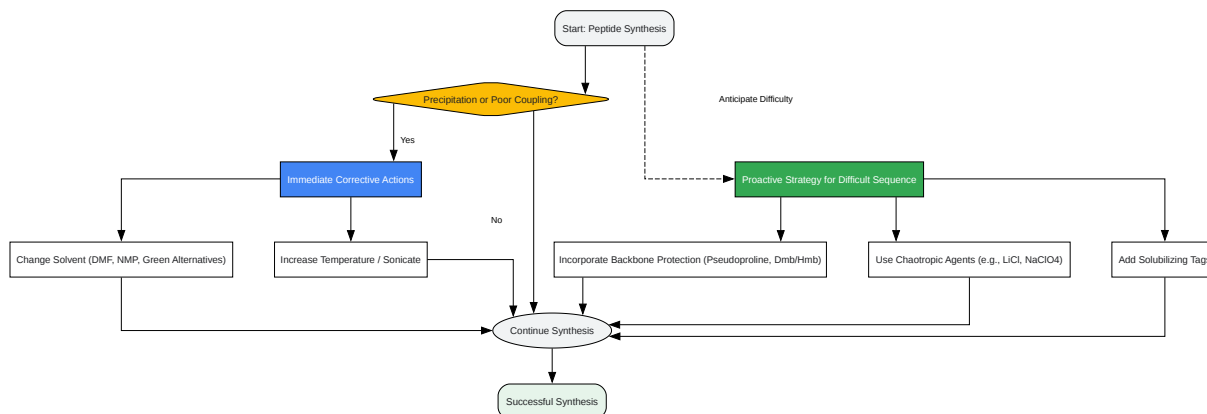 Start: Peptide Synthesis
Precipitation or Poor Coupling?
Anticipate Difficulty
Yes
Immediate Corrective Actions
Proactive Strategy for Difficult Sequence
No
Change Solvent (DMF, NMP, Green Alternatives)
Increase Temperature / Sonicate
Incorporate Backbone Protection (Pseudoproline, Dmb/Hmb)
Use Chaotropic Agents (e.g., LiCl, NaClO4)
Add Solubilizing Tags
Continue Synthesis
Successful Synthesis